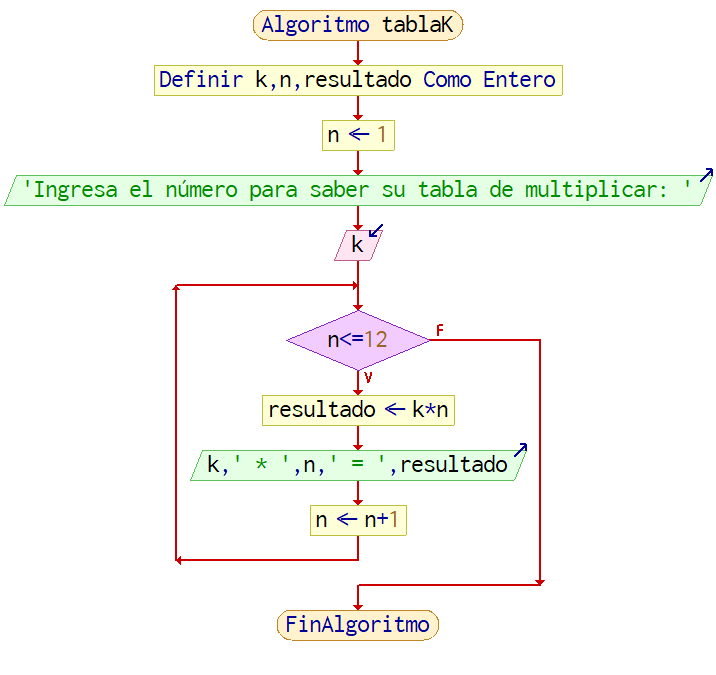 Algoritmo tablaK
Definir k,n,resultado Como Entero
n ← 1
'Ingresa el número para saber su tabla de multiplicar: '
k
n<=12
F
V
resultado ← k*n
k,' * ',n,' = ',resultado
n ← n+1
FinAlgoritmo